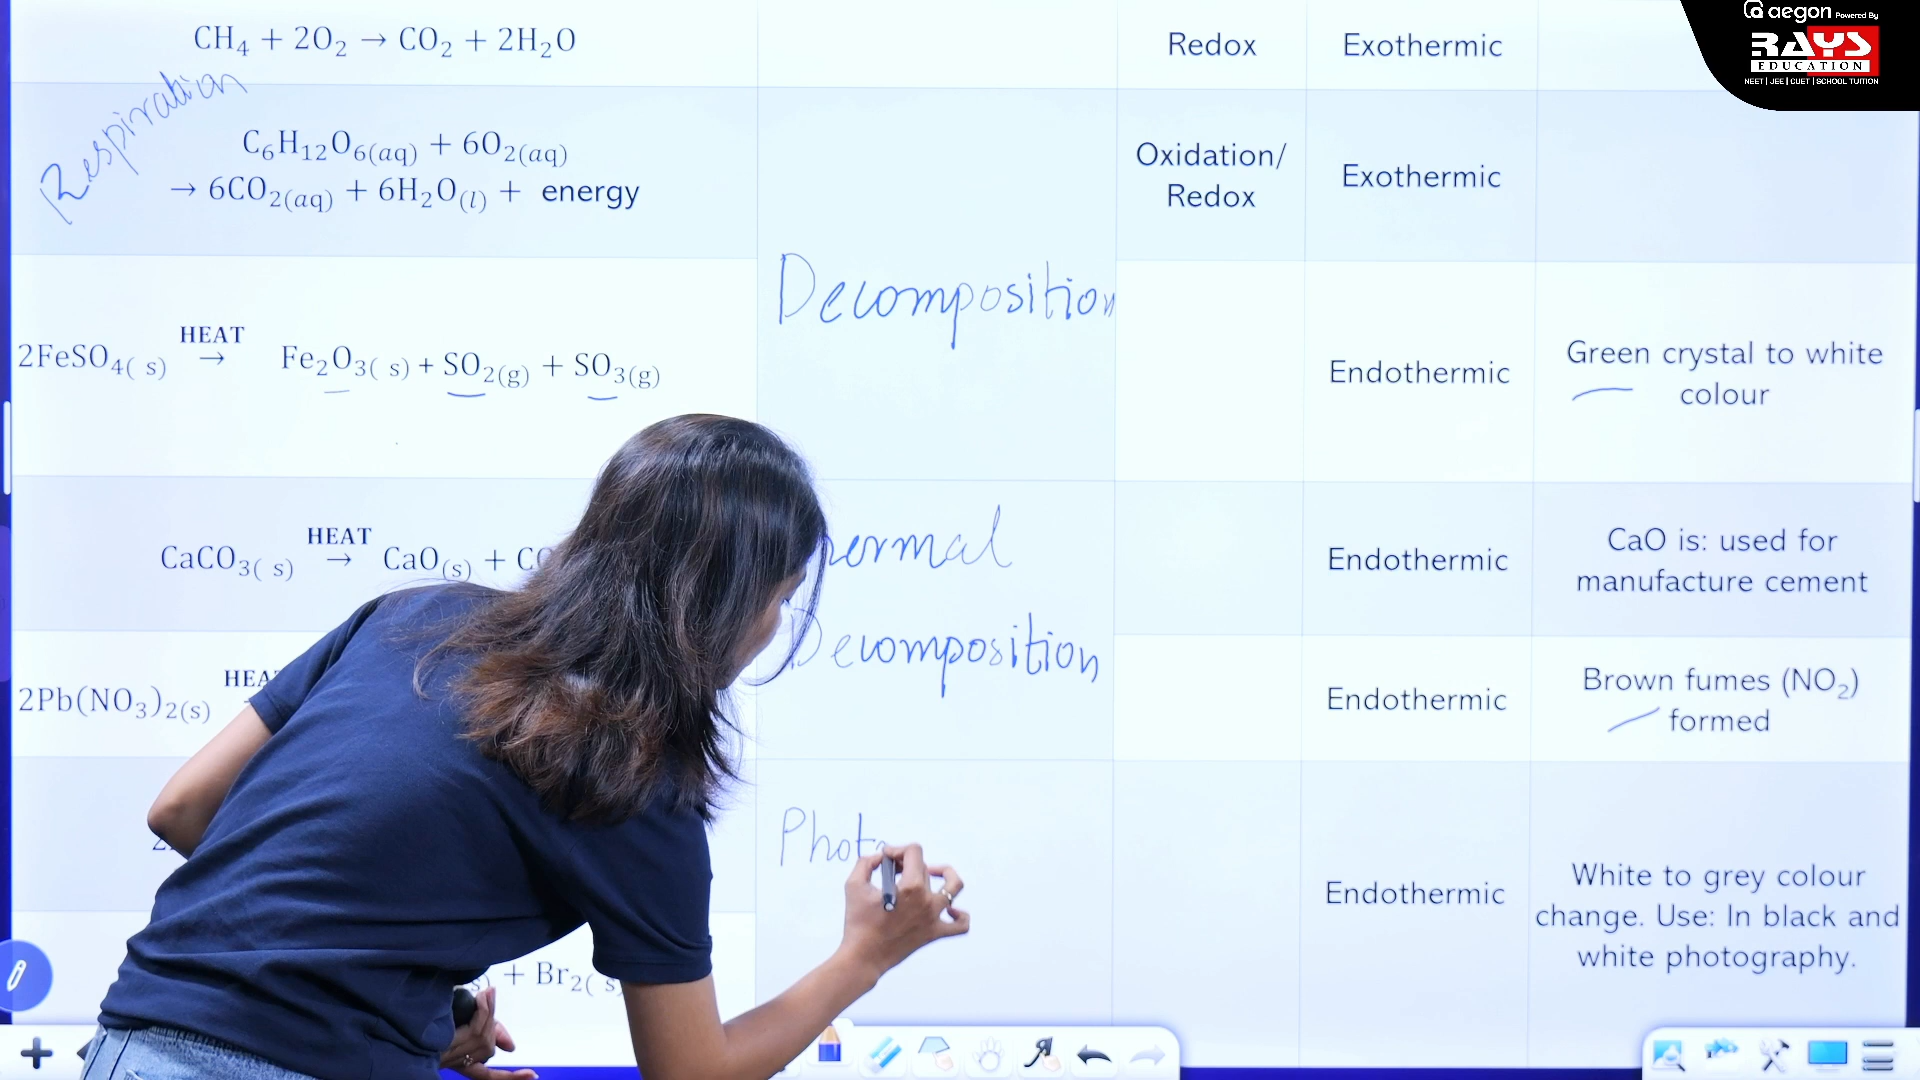 aegon Powered By
RAYS
EDUCATION
NEET | JEE | CUET | SCHOOL TUITION
CH₄ + 2O₂ → CO₂ + 2H₂O
Redox
Exothermic
Respiration
C₆H₁₂O₆(aq) + 6O₂(aq)
→ 6CO₂(aq) + 6H₂O(l) + energy
Oxidation/
Redox
Exothermic
Decomposition
2FeSO₄( s) HEAT → Fe₂O₃( s) + SO₂(g) + SO₃(g)
Endothermic
Green crystal to white
colour
CaCO₃( s) HEAT → CaO(s) +
Endothermic
CaO is: used for
manufacture cement
Decomposition
2Pb(NO₃)₂(s)
Endothermic
Brown fumes (NO₂)
formed
Endothermic
White to grey colour
change. Use: In black and
white photography.
+ Br₂( s